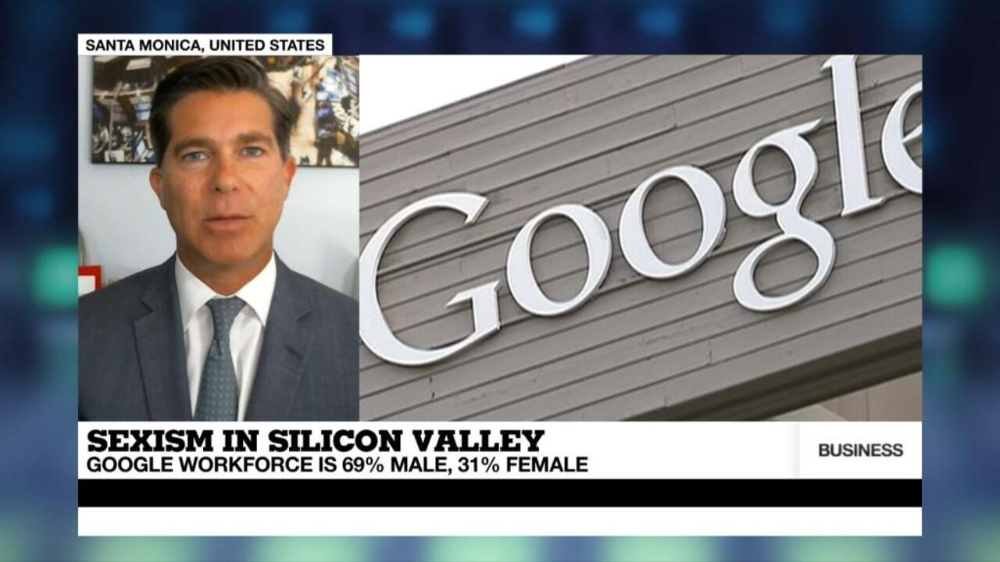 SANTA MONICA, UNITED STATES
Google
SEXISM IN SILICON VALLEY
GOOGLE WORKFORCE IS 69% MALE, 31% FEMALE
BUSINESS